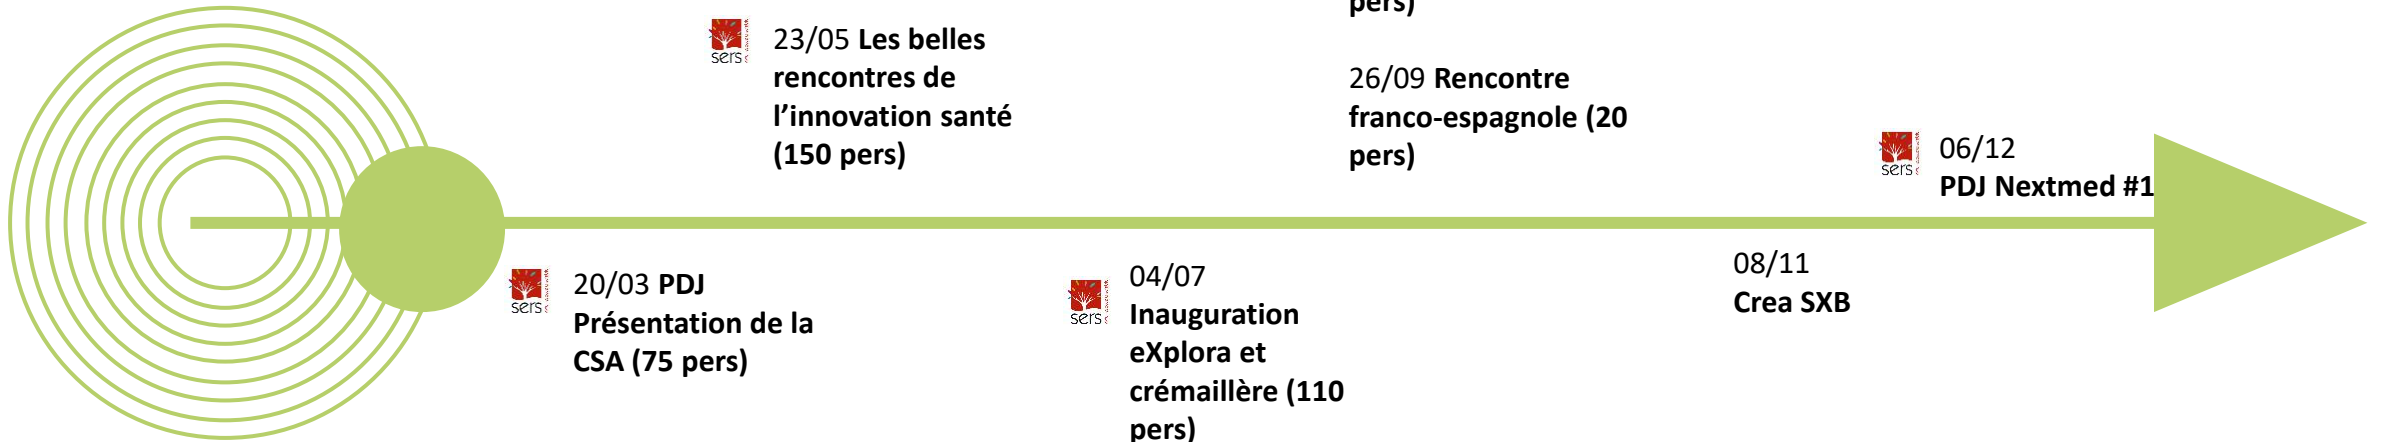 pers)
23/05 Les belles
rencontres de
l’innovation santé
(150 pers)
26/09 Rencontre
franco-espagnole (20
pers)
06/12
PDJ Nextmed #1
20/03 PDJ
Présentation de la
CSA (75 pers)
04/07
Inauguration
eXplora et
crémaillère (110
pers)
08/11
Crea SXB
sers
sers
sers
sers